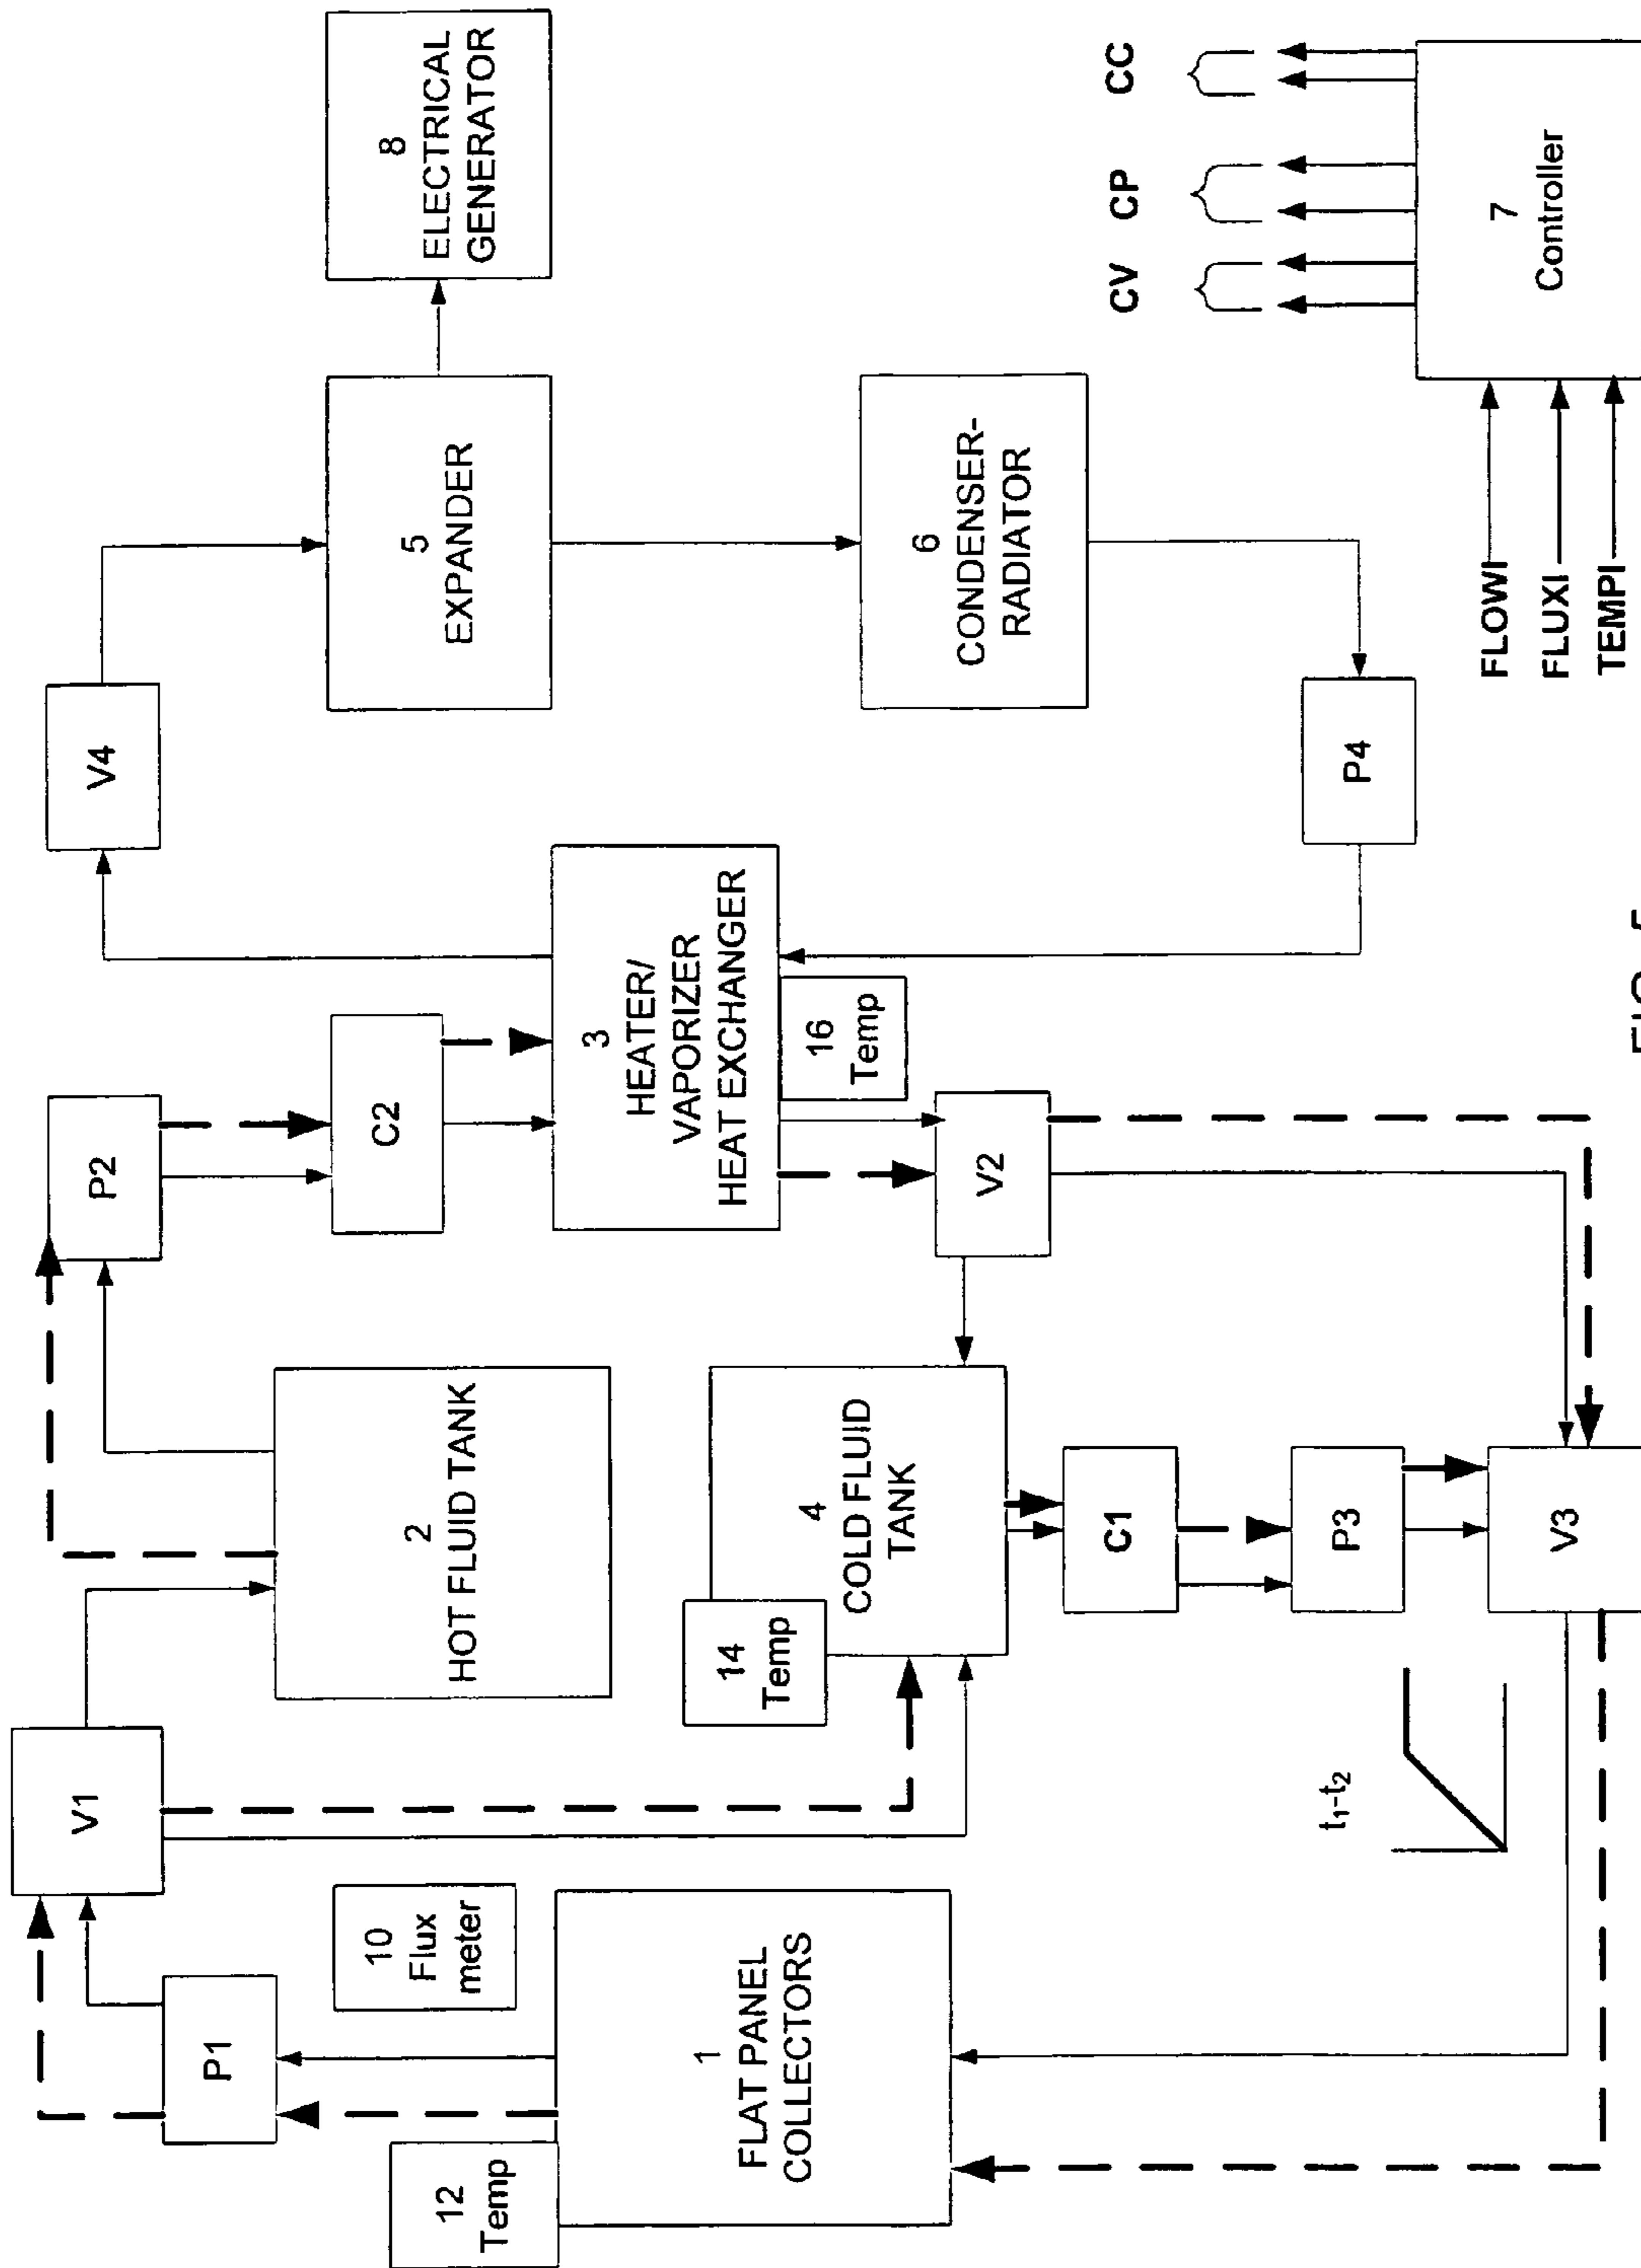 P1
V1
P2
V4
12
Temp
1
FLAT PANEL
COLLECTORS
10
Flux
meter
2
HOT FLUID TANK
C2
5
EXPANDER
8
ELECTRICAL
GENERATOR
14
Temp
4
COLD FLUID
TANK
3
HEATER/
VAPORIZER
HEAT EXCHANGER
16
Temp
V2
6
CONDENSER-
RADIATOR
C1
P3
t₁-t₂
V3
P4
CV
CP
CC
FLOWI
FLUXI
TEMPI
7
Controller